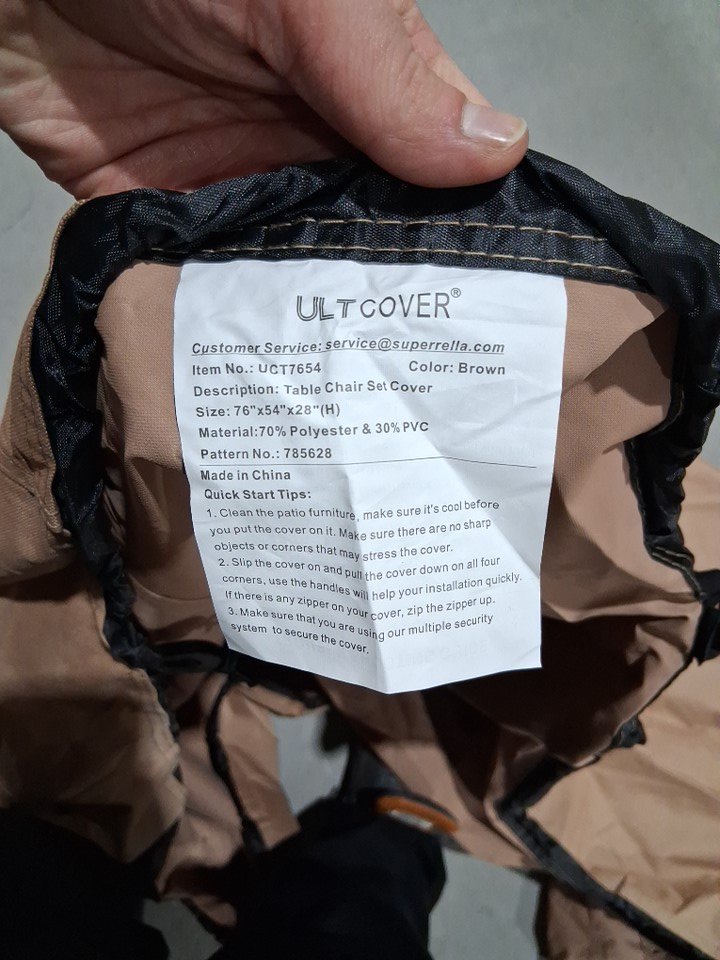 ULTCOVER®
Customer Service: service@superrella.com
Item No.: UCT7654 Color: Brown
Description: Table Chair Set Cover
Size: 76"x54"x28"(H)
Material:70% Polyester & 30% PVC
Pattern No.: 785628
Made in China
Quick Start Tips:
1. Clean the patio furniture, make sure it's cool before
you put the cover on it. Make sure there are no sharp
objects or corners that may stress the cover.
2. Slip the cover on and pull the cover down on all four
corners, use the handles will help your installation quickly.
If there is any zipper on your cover, zip the zipper up.
3. Make sure that you are using our multiple security
system to secure the cover.